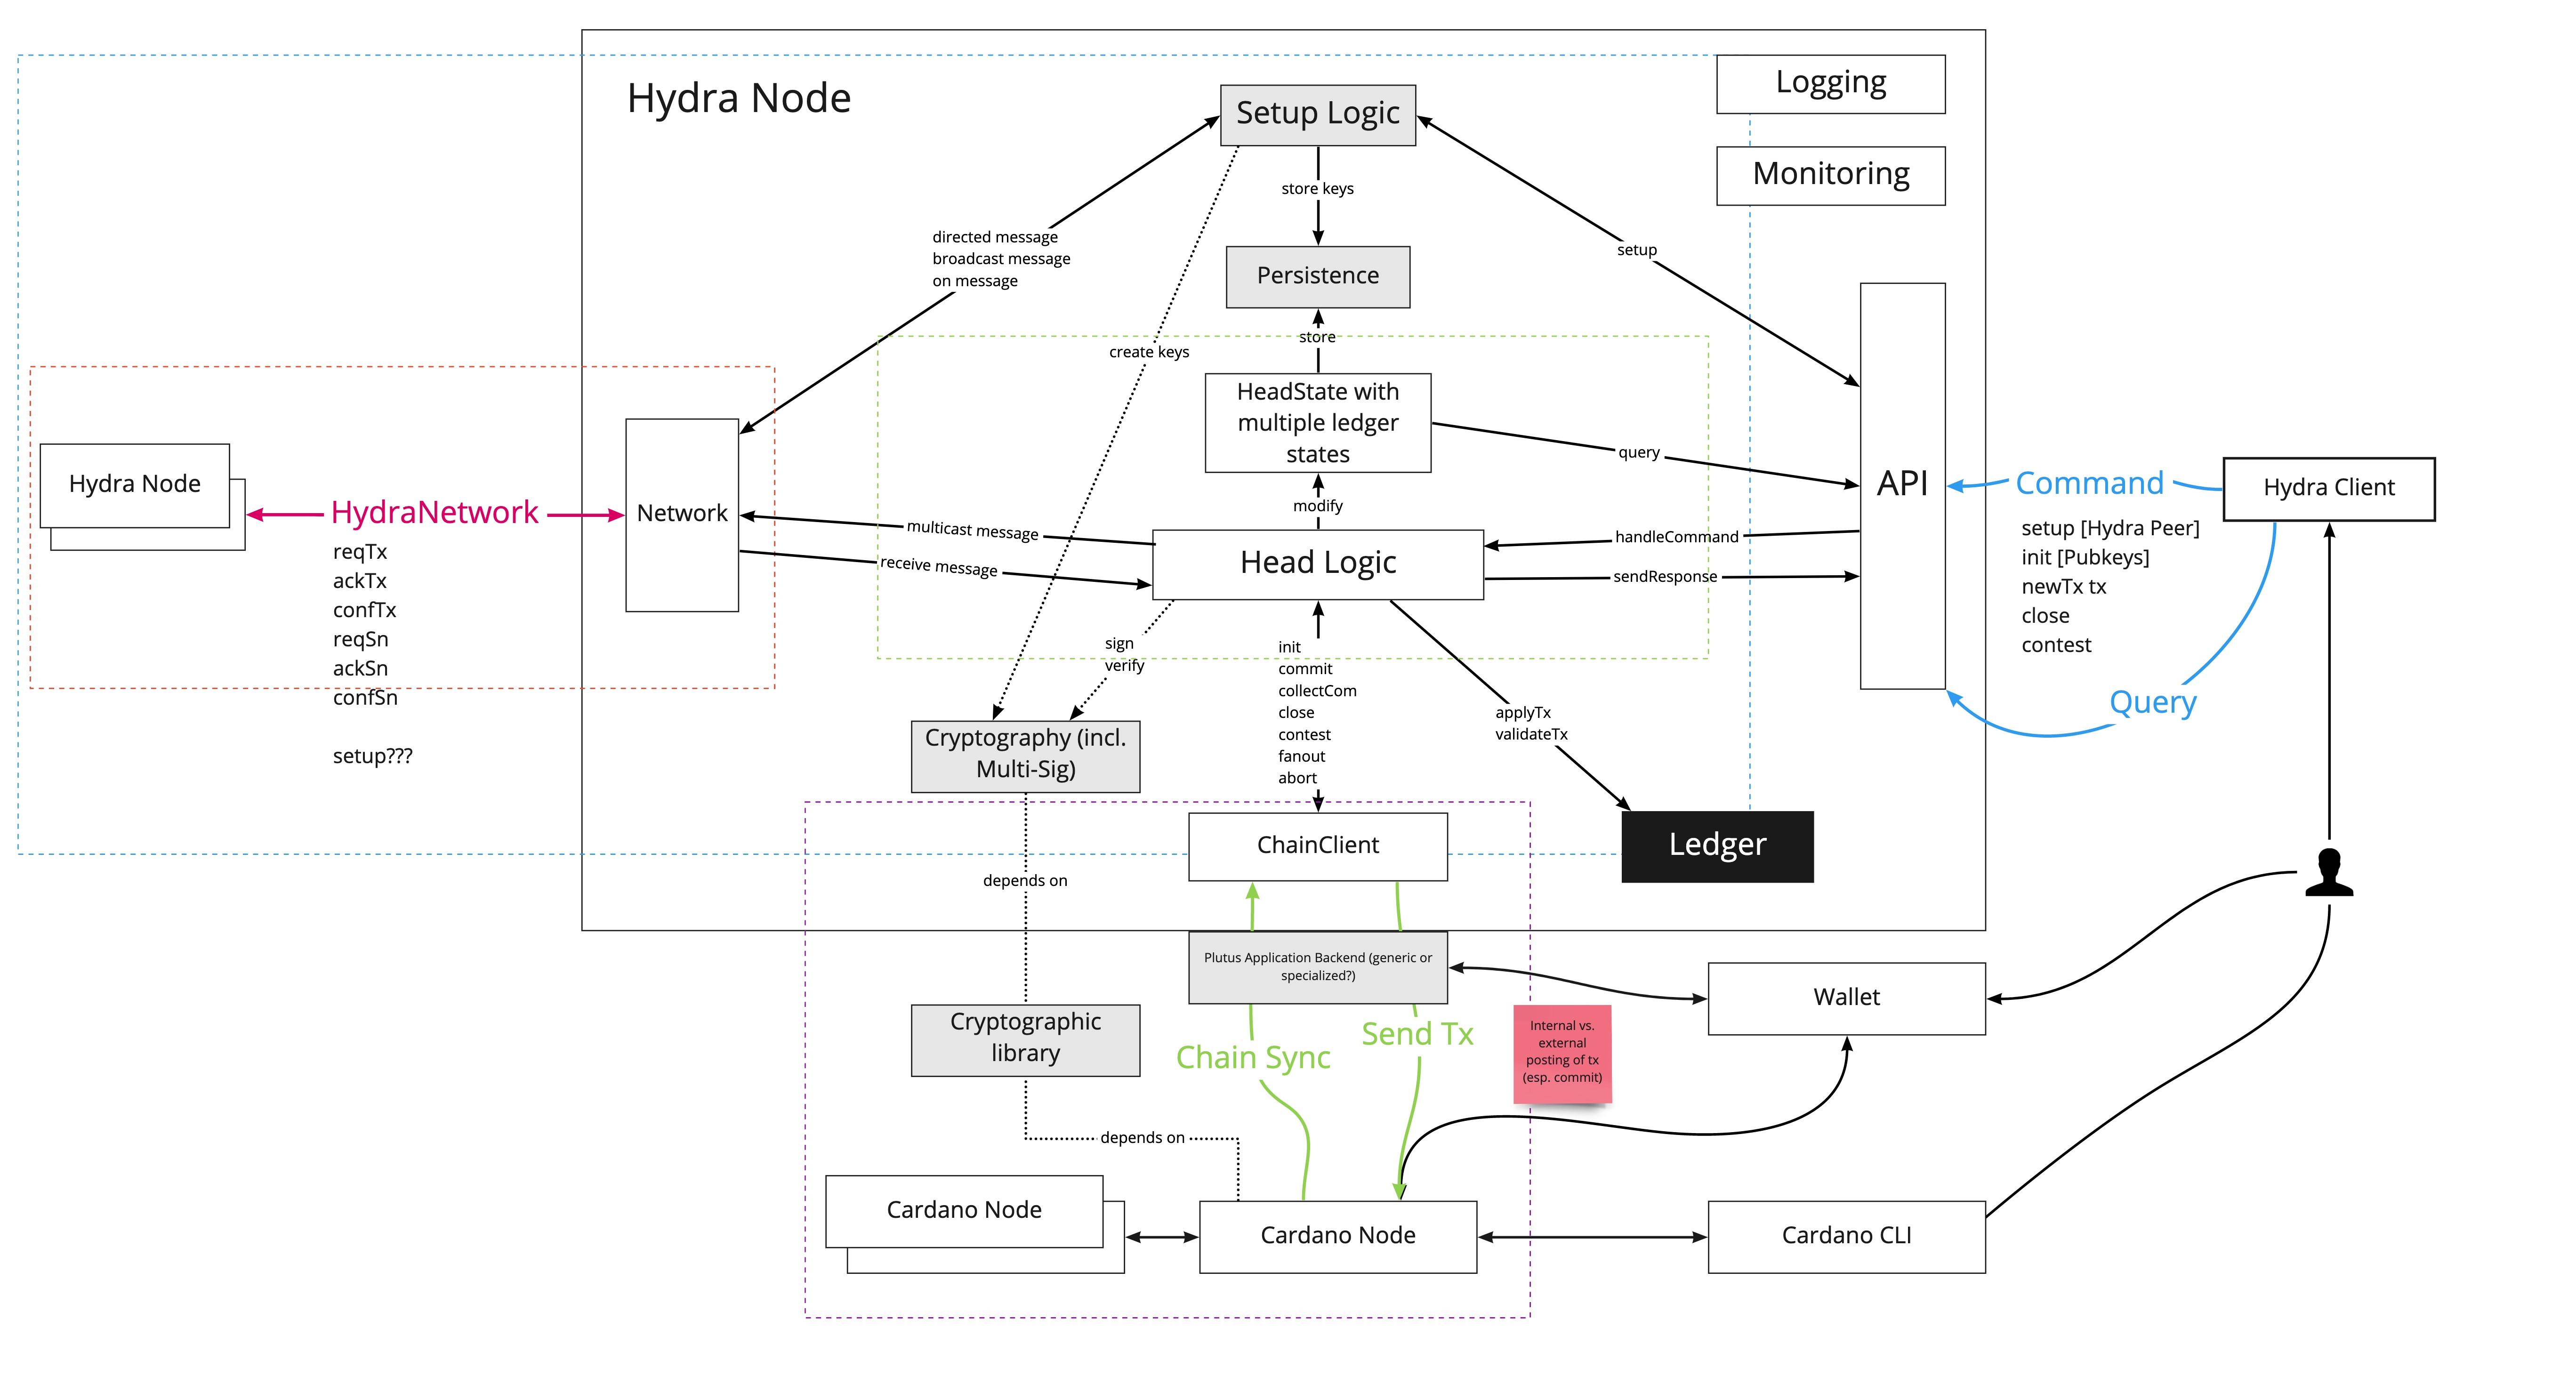 Hydra Node
Setup Logic
Logging
Monitoring
store keys
directed message
broadcast message
on message
setup
Persistence
store
create keys
HeadState with
multiple ledger
states
query
modify
Hydra Node
HydraNetwork
reqTx
ackTx
confTx
reqSn
ackSn
confSn
setup???
Network
multicast message
receive message
Head Logic
handleCommand
sendResponse
API
Command
setup [Hydra Peer]
init [Pubkeys]
newTx tx
close
contest
Query
Hydra Client
sign
verify
init
commit
collectCom
close
contest
fanout
abort
applyTx
validateTx
Cryptography (incl.
Multi-Sig)
ChainClient
Ledger
depends on
Plutus Application Backend (generic or
specialized?)
Wallet
Cryptographic
library
Chain Sync
Send Tx
Internal vs.
external
posting of tx
(esp. commit)
depends on
Cardano Node
Cardano Node
Cardano CLI